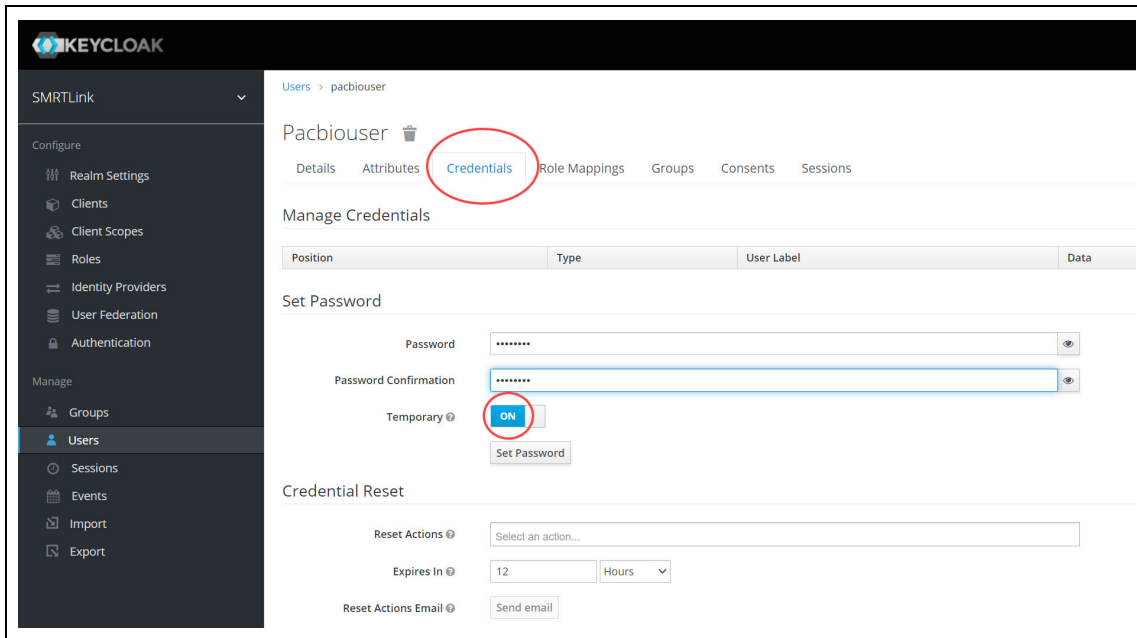 KEYCLOAK
SMRTLink
Configure
Realm Settings
Clients
Client Scopes
Roles
Identity Providers
User Federation
Authentication
Manage
Groups
Users
Sessions
Events
Import
Export
Users > pacbiouser
Pacbiouser
Details Attributes Credentials Role Mappings Groups Consents Sessions
Manage Credentials
Position Type User Label Data
Set Password
Password ••••••••
Password Confirmation ••••••••
Temporary ON
Set Password
Credential Reset
Reset Actions Select an action...
Expires In 12 Hours
Reset Actions Email Send email